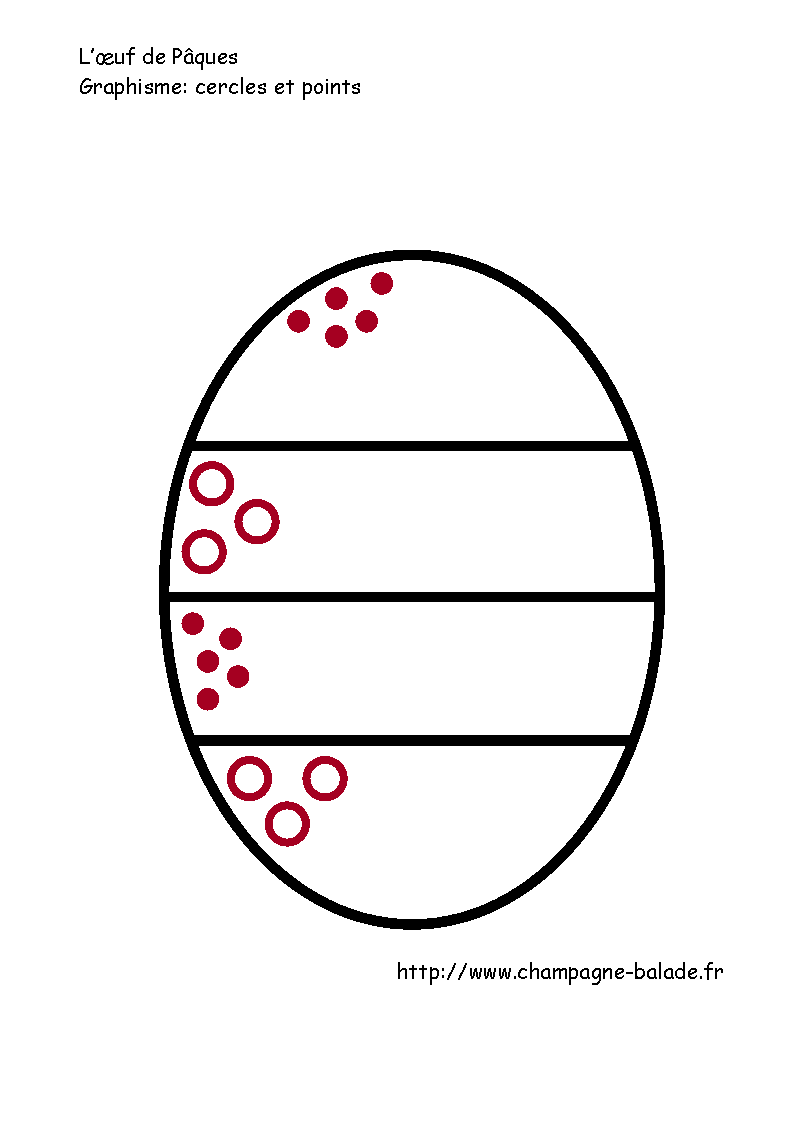 L'œuf de Pâques
Graphisme: cercles et points
http://www.champagne-balade.fr